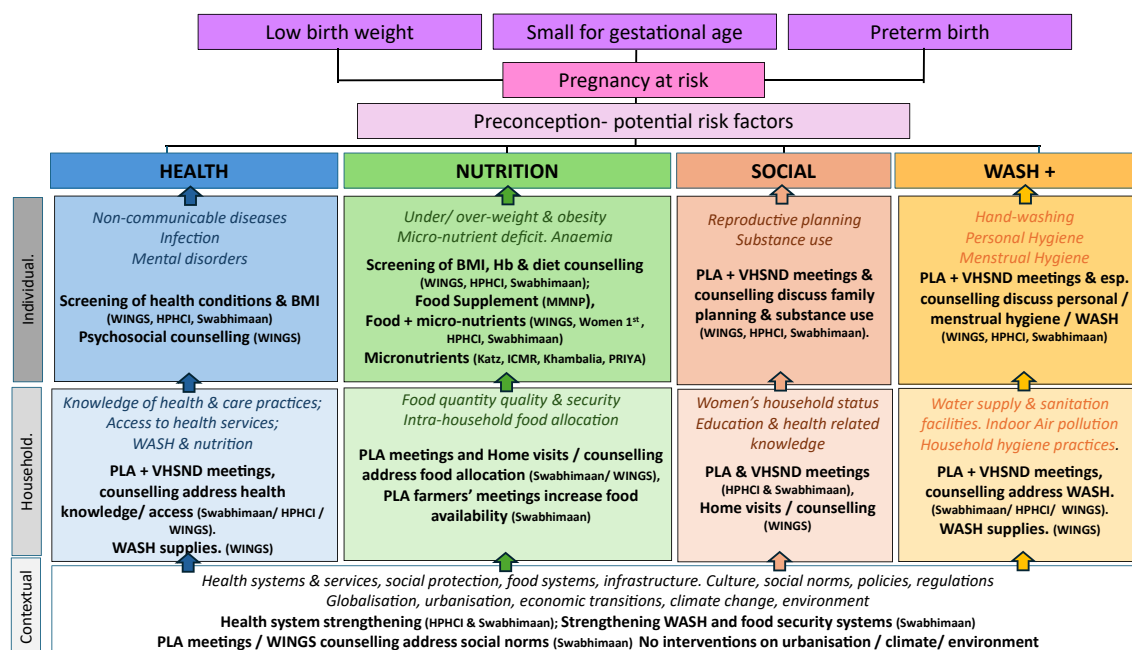 Low birth weight
Small for gestational age
Preterm birth
Pregnancy at risk
Preconception- potential risk factors
HEALTH
NUTRITION
SOCIAL
WASH +
Individual.
Non-communicable diseases
Infection
Mental disorders
Screening of health conditions & BMI
(WINGS, HPHCI, Swabhimaan)
Psychosocial counselling (WINGS)
Under/ over-weight & obesity
Micro-nutrient deficit. Anaemia
Screening of BMI, Hb & diet counselling
(WINGS, HPHCI, Swabhimaan);
Food Supplement (MMNP),
Food + micro-nutrients (WINGS, Women 1st,
HPHCI, Swabhimaan)
Micronutrients (Katz, ICMR, Khambalia, PRIYA)
Reproductive planning
Substance use
PLA + VHSND meetings &
counselling discuss family
planning & substance use
(WINGS, HPHCI, Swabhimaan).
Hand-washing
Personal Hygiene
Menstrual Hygiene
PLA + VHSND meetings & esp.
counselling discuss personal /
menstrual hygiene / WASH
(WINGS, HPHCI, Swabhimaan)
Household.
Knowledge of health & care practices;
Access to health services;
WASH & nutrition
PLA + VHSND meetings,
counselling address health
knowledge/ access (Swabhimaan/ HPHCI /
WINGS).
WASH supplies. (WINGS)
Food quantity quality & security
Intra-household food allocation
PLA meetings and Home visits / counselling
address food allocation (Swabhimaan/ WINGS),
PLA farmers' meetings increase food
availability (Swabhimaan)
Women's household status
Education & health related
knowledge
PLA & VHSND meetings
(HPHCI & Swabhimaan),
Home visits / counselling
(WINGS)
Water supply & sanitation
facilities. Indoor Air pollution
Household hygiene practices.
PLA + VHSND meetings,
counselling address WASH.
(Swabhimaan/ HPHCI/ WINGS).
WASH supplies. (WINGS)
Contextual
Health systems & services, social protection, food systems, infrastructure. Culture, social norms, policies, regulations
Globalisation, urbanisation, economic transitions, climate change, environment
Health system strengthening (HPHCI & Swabhimaan); Strengthening WASH and food security systems (Swabhimaan)
PLA meetings / WINGS counselling address social norms (Swabhimaan) No interventions on urbanisation / climate/ environment